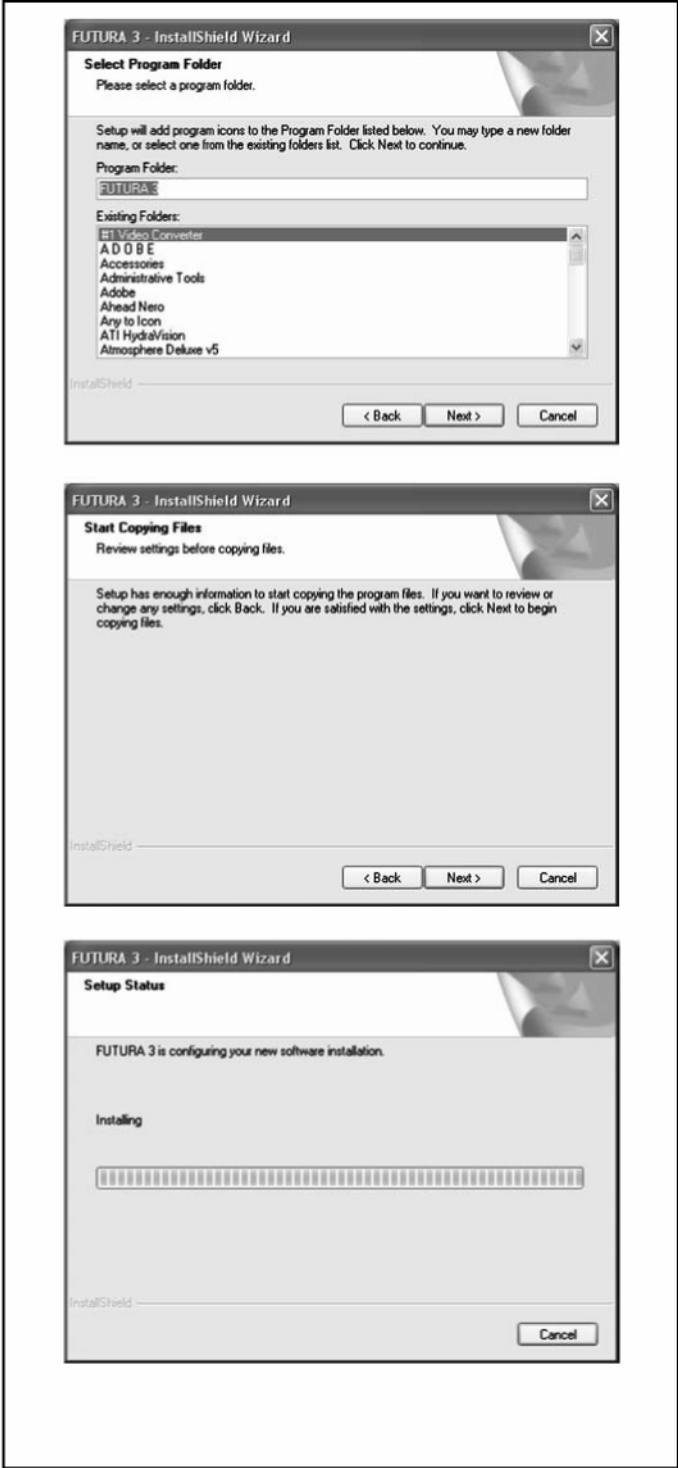 FUTURA 3 - InstallShield Wizard
Select Program Folder
Please select a program folder.
Setup will add program icons to the Program Folder listed below. You may type a new folder
name, or select one from the existing folders list. Click Next to continue.
Program Folder:
FUTURA 3
Existing Folders:
#1 Video Converter
A D O B E
Accessories
Administrative Tools
Adobe
Ahead Nero
Any to Icon
ATI HydraVision
Atmosphere Deluxe v5
InstallShield
< Back Next > Cancel
FUTURA 3 - InstallShield Wizard
Start Copying Files
Review settings before copying files.
Setup has enough information to start copying the program files. If you want to review or
change any settings, click Back. If you are satisfied with the settings, click Next to begin
copying files.
InstallShield
< Back Next > Cancel
FUTURA 3 - InstallShield Wizard
Setup Status
FUTURA 3 is configuring your new software installation.
Installing
InstallShield
Cancel